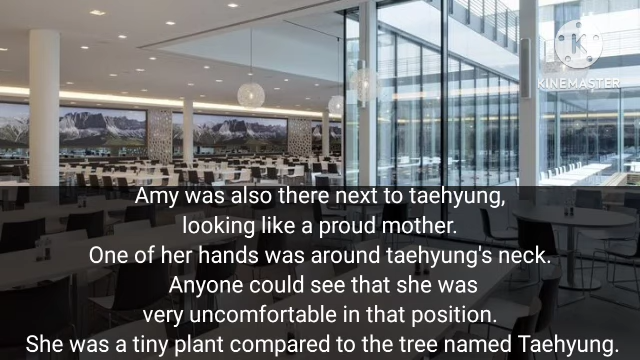 KINEMASTER
Amy was also there next to taehyung,
looking like a proud mother.
One of her hands was around taehyung's neck.
Anyone could see that she was
very uncomfortable in that position.
She was a tiny plant compared to the tree named Taehyung.